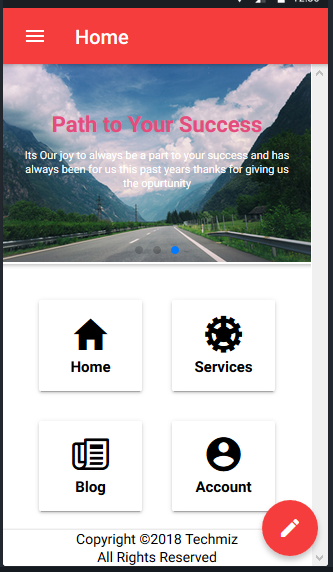 Home
Path to Your Success
Its Our joy to always be a part to your success and has
always been for us this past years thanks for giving us
the opurtunity
Home
Services
Blog
Account
Copyright ©2018 Techmiz
All Rights Reserved